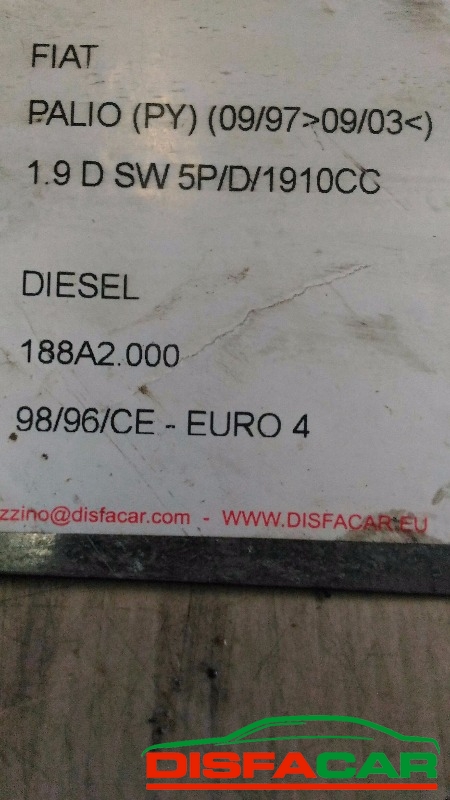 FIAT
PALIO (PY) (09/97>09/03<)
1.9 D SW 5P/D/1910CC
DIESEL
188A2.000
98/96/CE - EURO 4
zzino@disfacar.com - WWW.DISFACAR.EU
DISFACAR